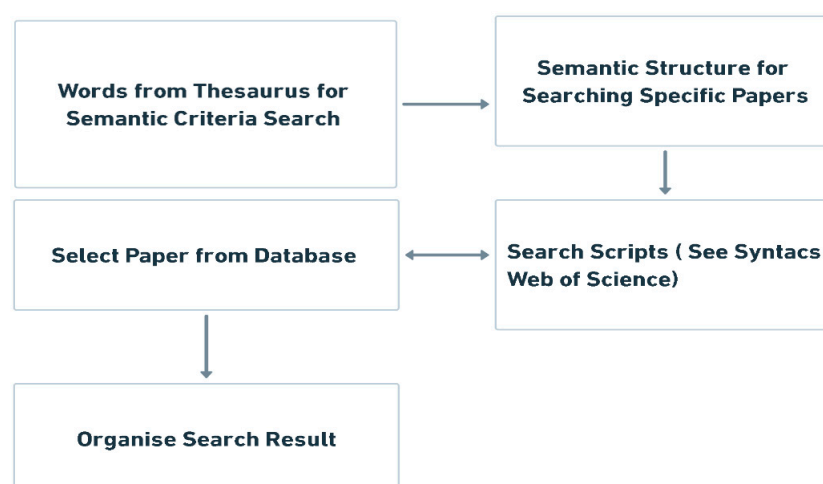 Words from Thesaurus for
Semantic Criteria Search
Semantic Structure for
Searching Specific Papers
Select Paper from Database
Search Scripts ( See Syntacs
Web of Science)
Organise Search Result